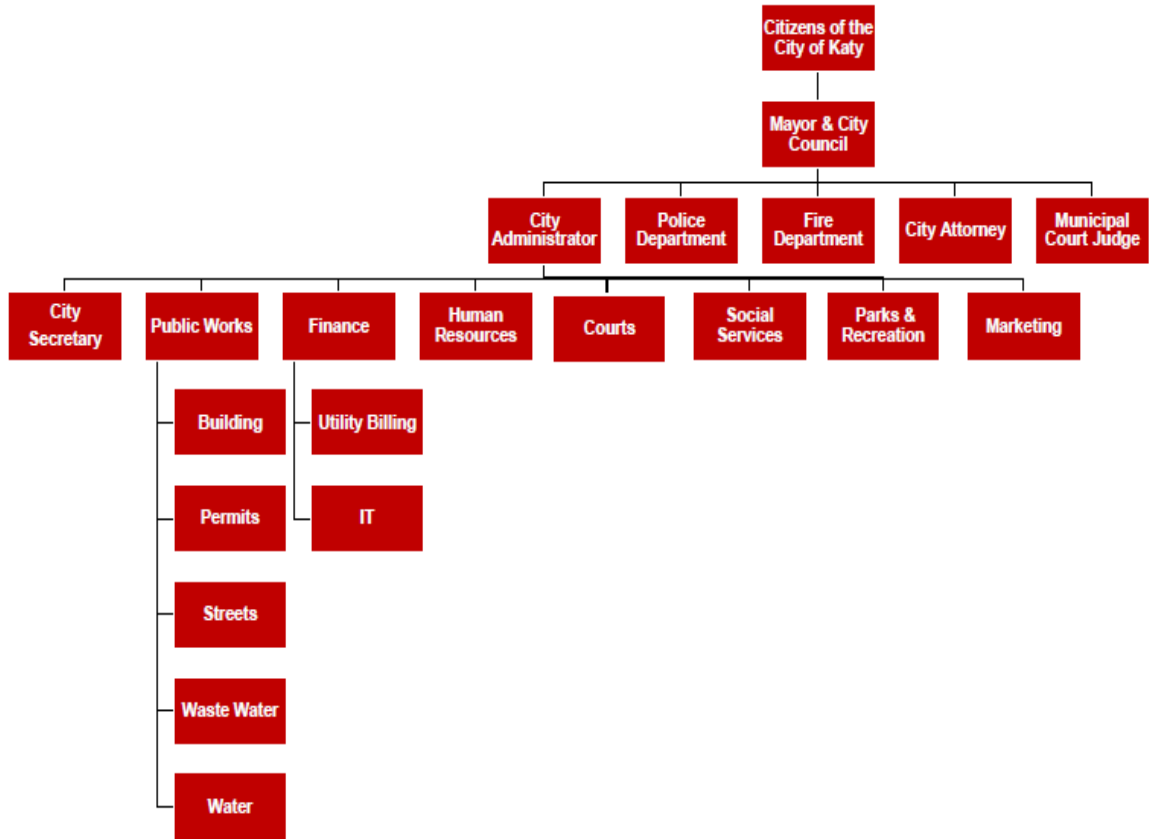 Citizens of the
City of Katy
Mayor & City
Council
City
Administrator
Police
Department
Fire
Department
City Attorney
Municipal
Court Judge
City
Secretary
Public Works
Finance
Human
Resources
Courts
Social
Services
Parks &
Recreation
Marketing
Building
Utility Billing
Permits
IT
Streets
Waste Water
Water